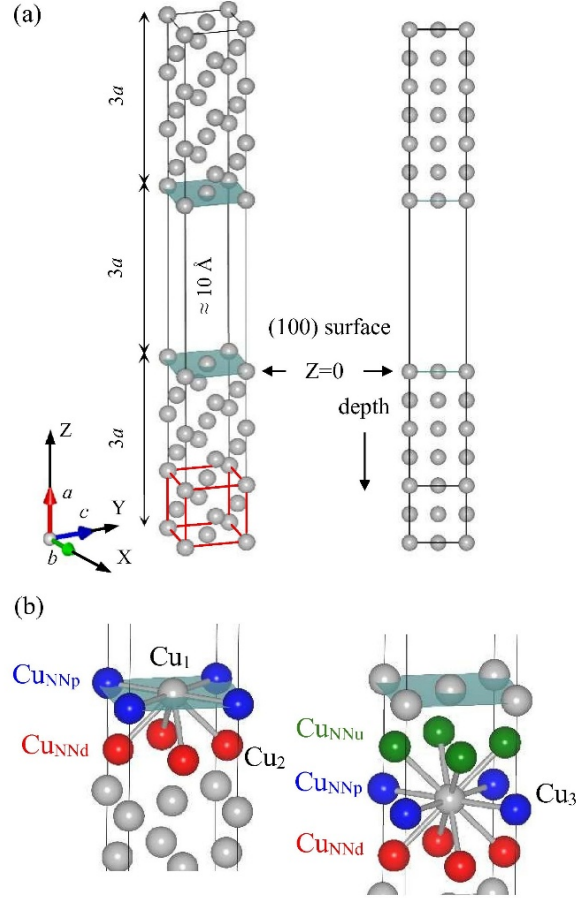 (a)
3a
3a
≈ 10 Å
(100) surface
Z=0
depth
3a
Z
a
c
Y
b
X
(b)
Cu1
CuNNp
CuNNd
Cu2
CuNNu
CuNNp
Cu3
CuNNd